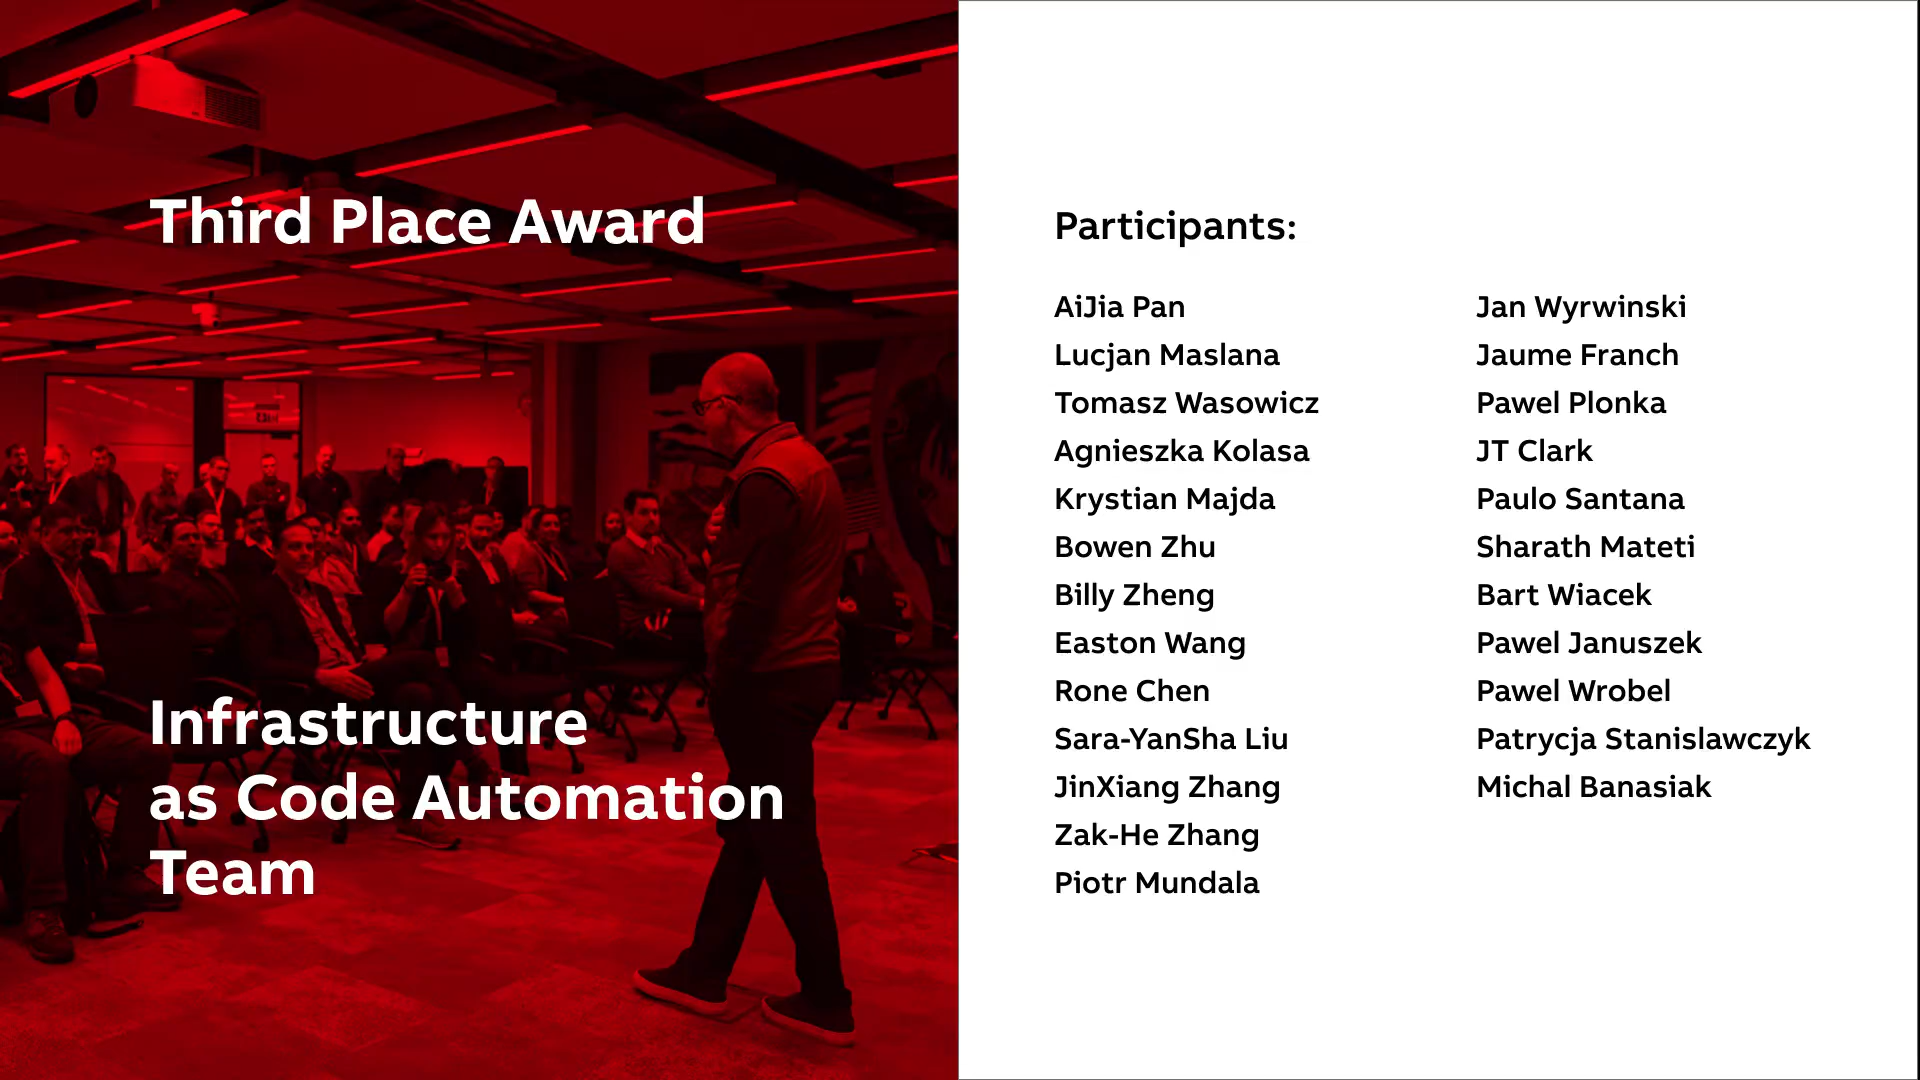 Third Place Award
Infrastructure
as Code Automation
Team
Participants:
AiJia Pan
Lucjan Maslana
Tomasz Wasowicz
Agnieszka Kolasa
Krystian Majda
Bowen Zhu
Billy Zheng
Easton Wang
Rone Chen
Sara-YanSha Liu
JinXiang Zhang
Zak-He Zhang
Piotr Mundala
Jan Wyrwinski
Jaume Franch
Pawel Plonka
JT Clark
Paulo Santana
Sharath Mateti
Bart Wiacek
Pawel Januszek
Pawel Wrobel
Patrycja Stanislawczyk
Michal Banasiak